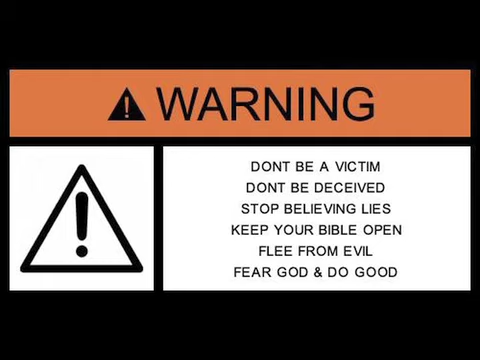 WARNING
DONT BE A VICTIM
DONT BE DECEIVED
STOP BELIEVING LIES
KEEP YOUR BIBLE OPEN
FLEE FROM EVIL
FEAR GOD & DO GOOD